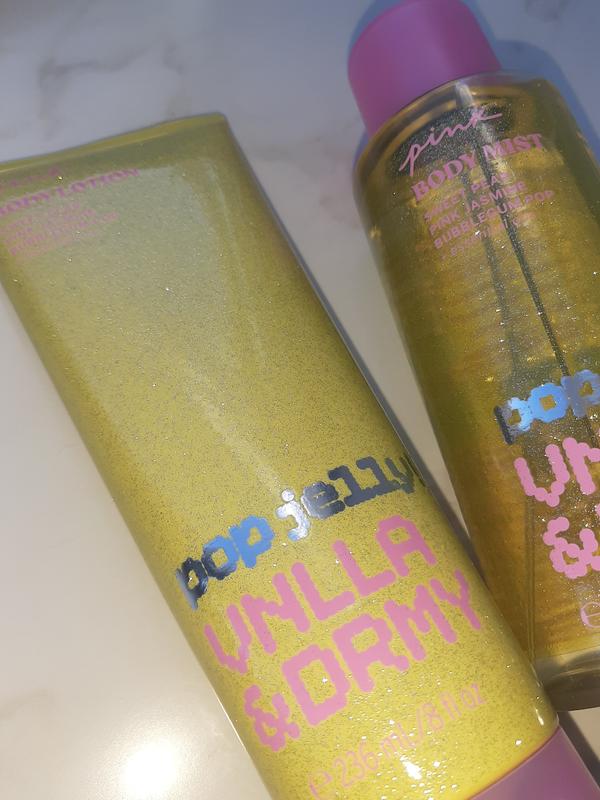 BODY LOTION
pop jelly
VNLLA
&DRMY
℮ 236 ml/8 fl oz
pink
BODY MIST
SWEET PEAR
PINK JASMINE
BUBBLEGUM POP
pop
VN
&